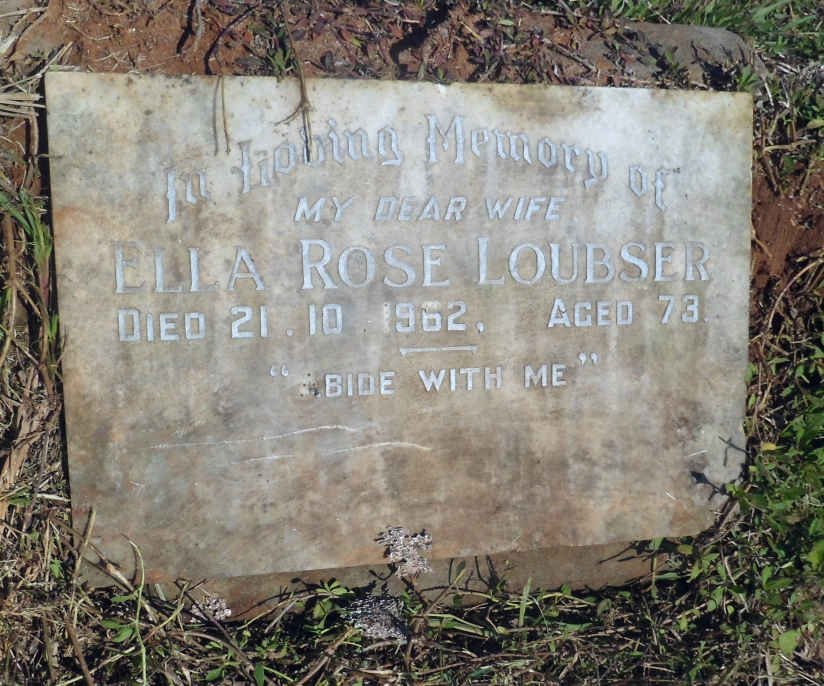 In Loving Memory of
MY DEAR WIFE
ELLA ROSE LOUBSER
DIED 21.10 1962, AGED 73.
" BIDE WITH ME "